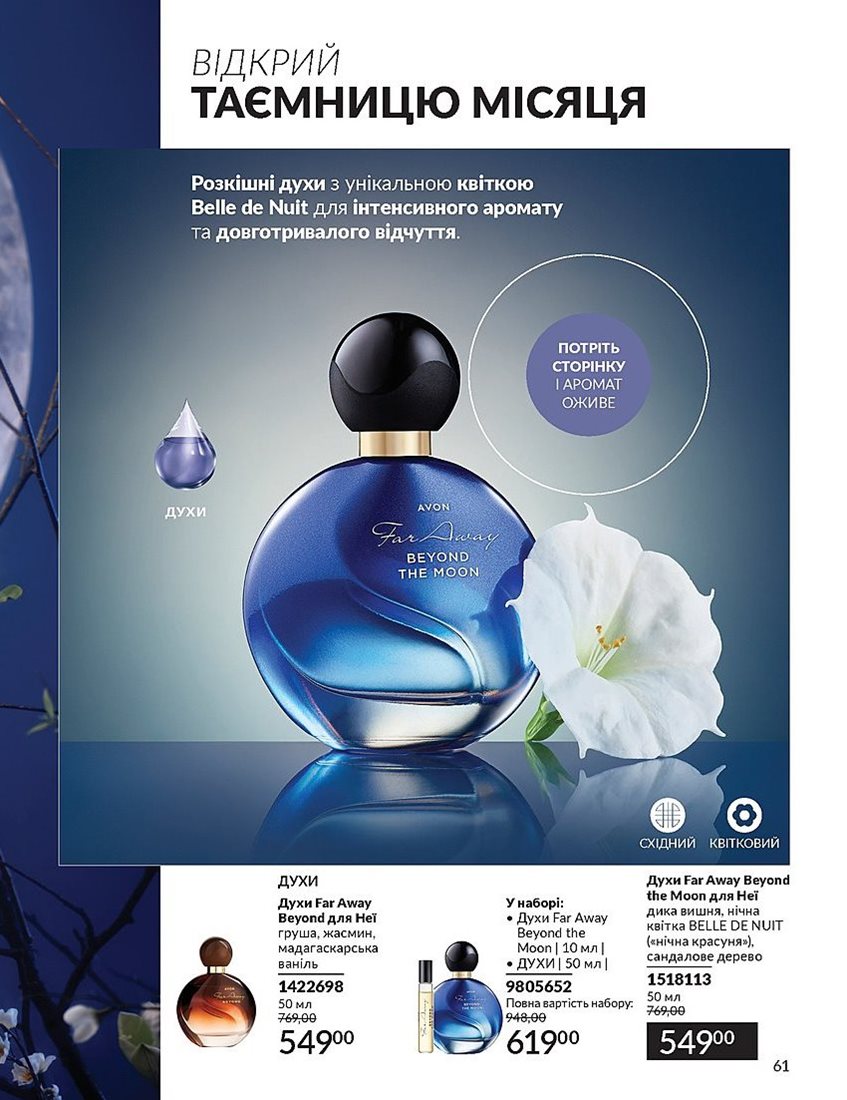 ВІДКРИЙ
ТАЄМНИЦЮ МІСЯЦЯ
Розкішні духи з унікальною квіткою
Belle de Nuit для інтенсивного аромату
та довготривалого відчуття.
ПОТРІТЬ
СТОРІНКУ
І АРОМАТ
ОЖИВЕ
ДУХИ
AVON
Far Away
BEYOND
THE MOON
СХІДНИЙ
КВІТКОВИЙ
ДУХИ
Духи Far Away
Beyond для Неї
груша, жасмин,
мадагаскарська
ваніль
1422698
50 мл
769,00
54900
У наборі:
• Духи Far Away
Beyond the
Moon | 10 мл |
• ДУХИ | 50 мл |
9805652
Повна вартість набору:
948,00
61900
Духи Far Away Beyond
the Moon для Неї
дика вишня, нічна
квітка BELLE DE NUIT
(«нічна красуня»),
сандалове дерево
1518113
50 мл
769,00
54900
61